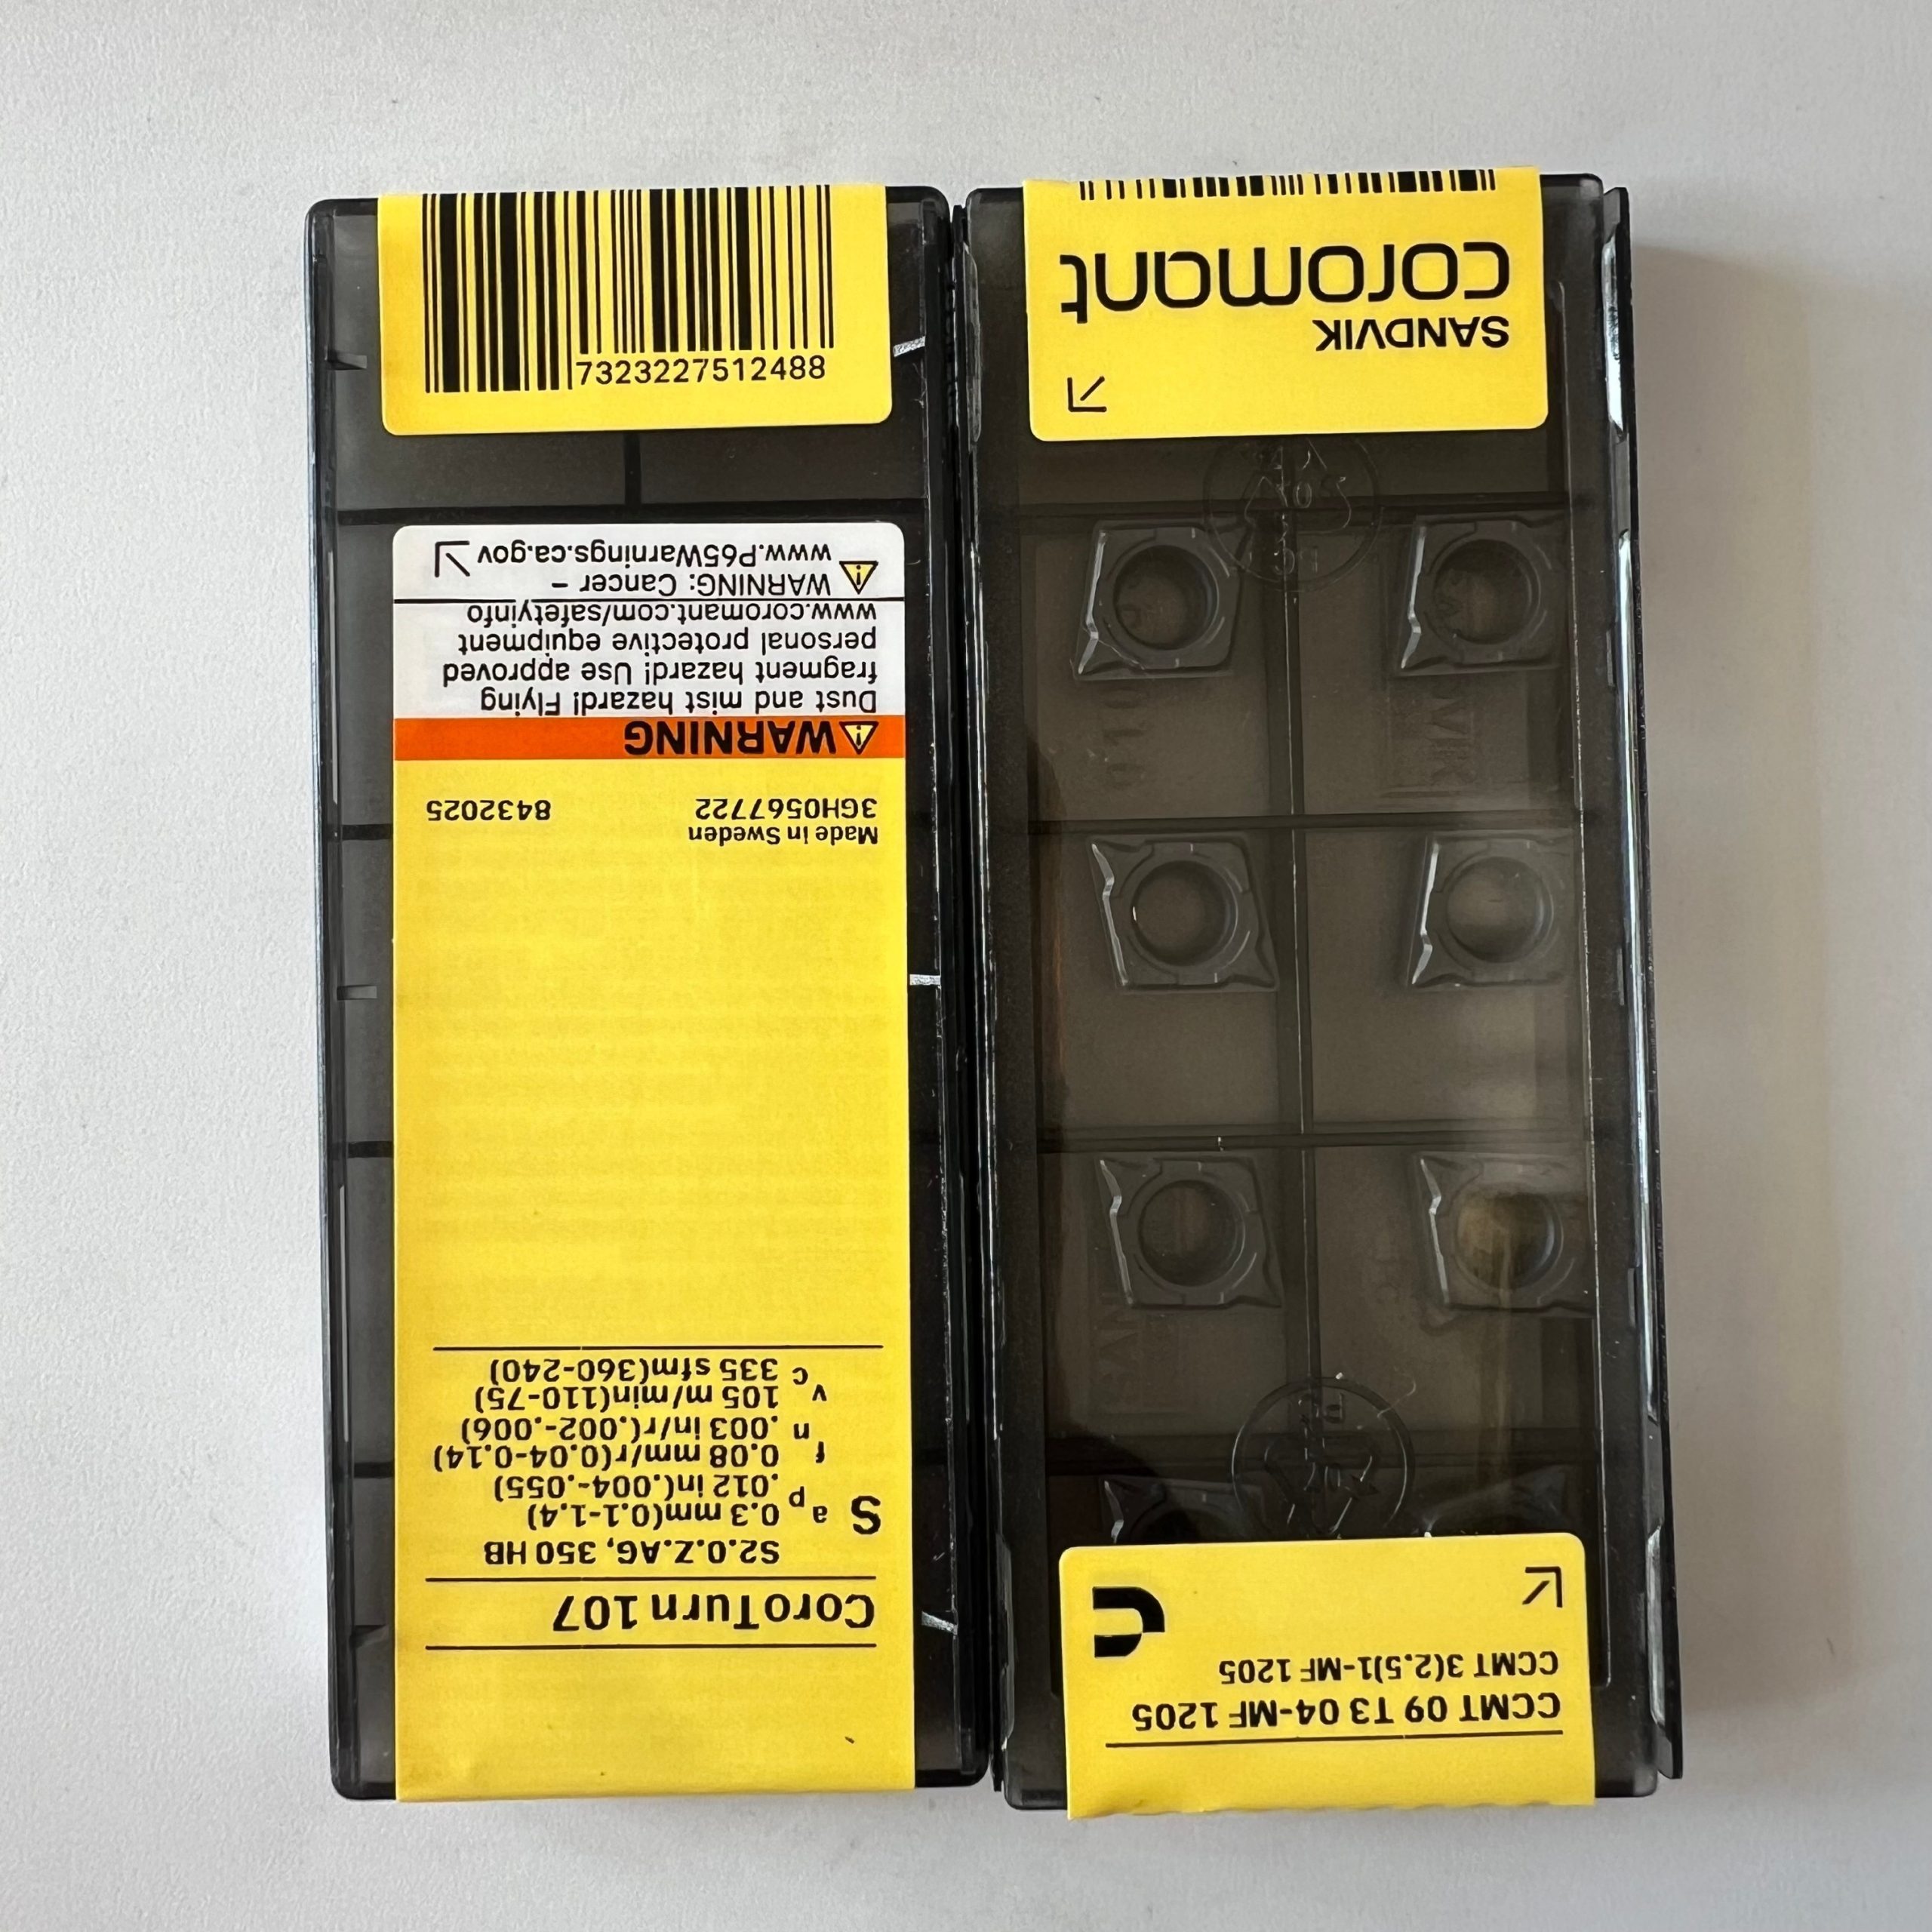 CoroTurn 107
S2.0.Z.AG, 350 HB
S ap 0.3 mm(0.1-1.4)
.012 in(.004-.055)
fn 0.08 mm/r(0.04-0.14)
.003 in/r(.002-.006)
vc 105 m/min(110-75)
335 sfm(360-240)
Made in Sweden
3GH0567722 8432025
WARNING
Dust and mist hazard! Flying
fragment hazard! Use approved
personal protective equipment
www.coromant.com/safetyinfo
WARNING: Cancer –
www.P65Warnings.ca.gov
7323227512488
CCMT 09 T3 04-MF 1205
CCMT 3(2.5)1-MF 1205
SANDVIK
coromant